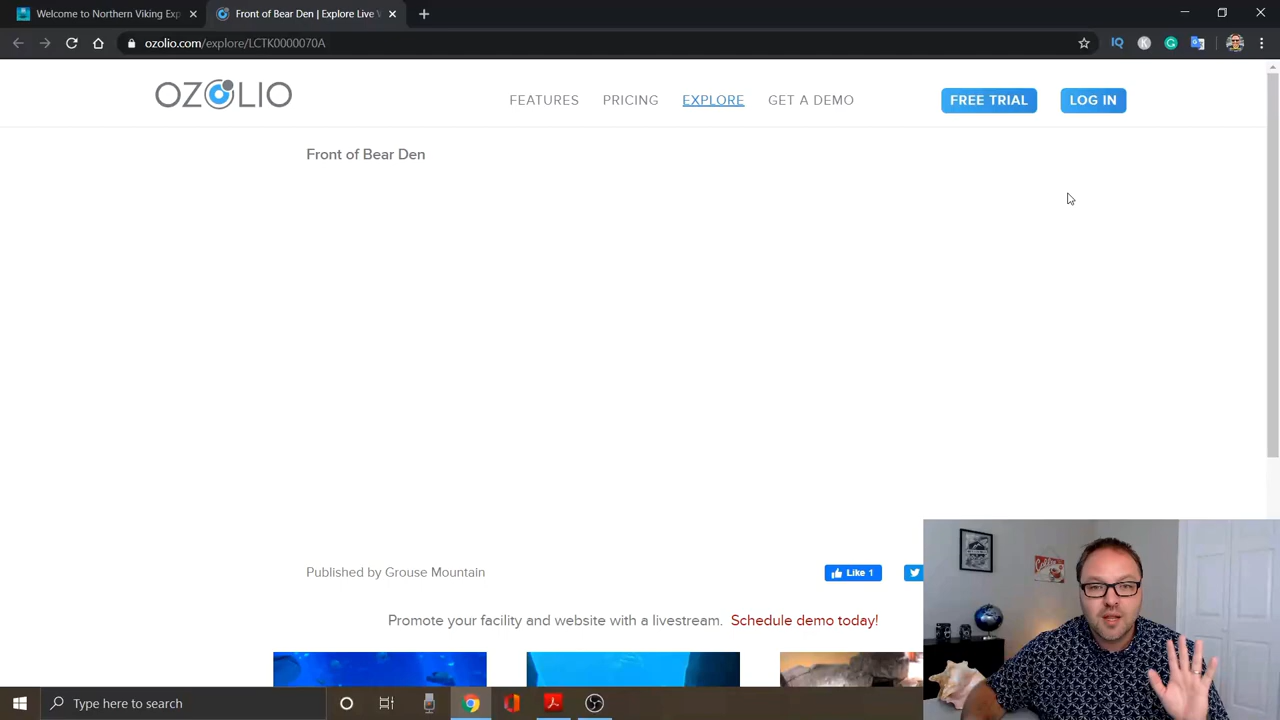 Welcome to Northern Viking Exp
Front of Bear Den | Explore Live
ozolio.com/explore/LCTK0000070A
OZOLIO
FEATURES
PRICING
EXPLORE
GET A DEMO
FREE TRIAL
LOG IN
Front of Bear Den
Published by Grouse Mountain
Like 1
Promote your facility and website with a livestream. Schedule demo today!
Type here to search